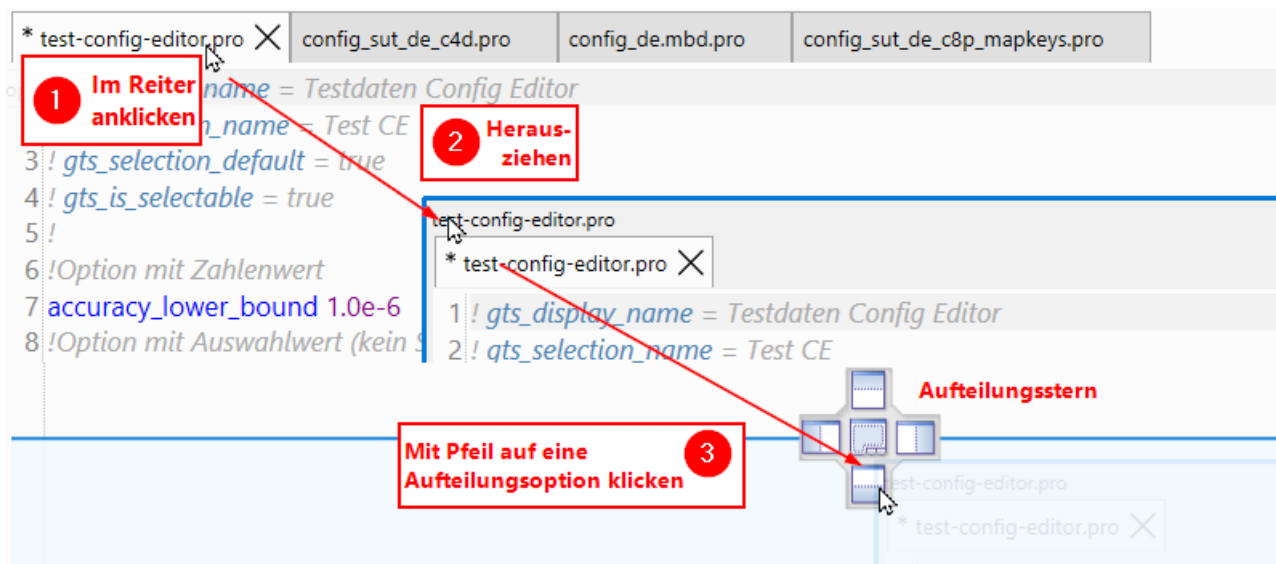 * test-config-editor.pro
config_sut_de_c4d.pro
config_de.mbd.pro
config_sut_de_c8p_mapkeys.pro
1 Im Reiter
anklicken
name = Testdaten Config Editor
n_name = Test CE
2 Heraus-
ziehen
3 ! gts_selection_default = true
4 ! gts_is_selectable = true
5 !
6 !Option mit Zahlenwert
7 accuracy_lower_bound 1.0e-6
8 !Option mit Auswahlwert (kein
test-config-editor.pro
* test-config-editor.pro
1 ! gts_display_name = Testdaten Config Editor
2 ! gts_selection_name = Test CE
Aufteilungsstern
Mit Pfeil auf eine
Aufteilungsoption klicken 3
test-config-editor.pro
* test-config-editor.pro